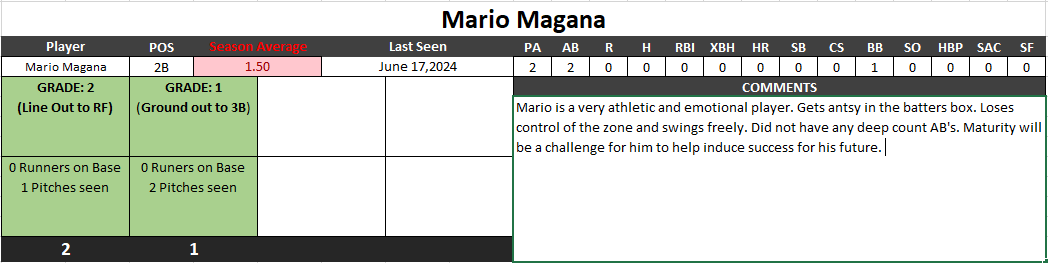 Mario Magana
Player POS Season Average Last Seen PA AB R H RBI XBH HR SB CS BB SO HBP SAC SF
Mario Magana 2B 1.50 June 17,2024 2 2 0 0 0 0 0 0 0 1 0 0 0 0
GRADE: 2 GRADE: 1 COMMENTS
(Line Out to RF) (Ground out to 3B) Mario is a very athletic and emotional player. Gets antsy in the batters box. Loses
control of the zone and swings freely. Did not have any deep count AB's. Maturity will
be a challenge for him to help induce success for his future.
0 Runners on Base 0 Runers on Base
1 Pitches seen 2 Pitches seen
2 1